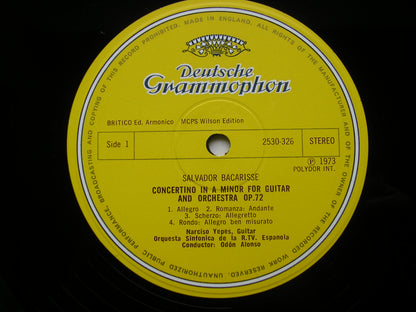 MADE IN ENGLAND. ALL RIGHTS OF THE MANUFACTURER AND OF THE OWNER OF THE RECORDED WORK RESERVED. UNAUTHORIZED PUBLIC PERFORMANCE, BROADCASTING AND COPYING OF THIS RECORD PROHIBITED.
Deutsche
Grammophon
BRITICO Ed. Armonico MCPS Wilson Edition
Side 1
2530-326
STEREO
Ⓟ 1973
POLYDOR INT.
SALVADOR BACARISSE
CONCERTINO IN A MINOR FOR GUITAR
AND ORCHESTRA OP.72
1. Allegro 2. Romanza: Andante
3. Scherzo: Allegretto
4. Rondo: Allegro ben misurato
Narciso Yepes, Guitar
Orquesta Sinfonica de la R.TV. Española
Conductor: Odón Alonso